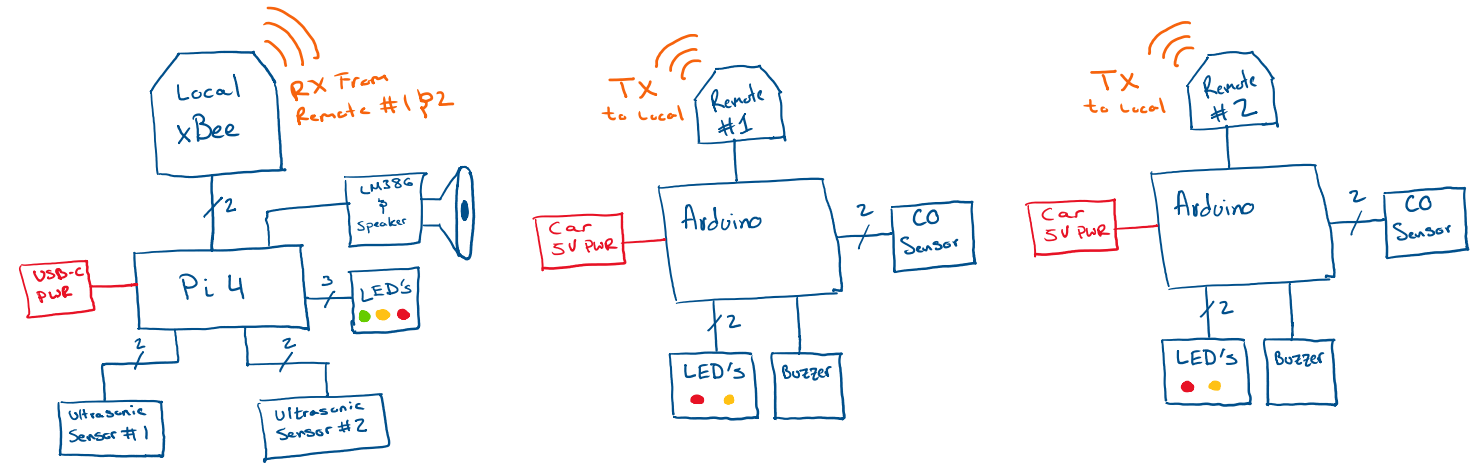 Local
xBee
RX From
Remote #1 & 2
2
LM386
&
Speaker
USB-C
PWR
Pi 4
3
LED's
2
2
Ultrasonic
Sensor #1
Ultrasonic
Sensor #2
TX
to Local
Remote
#1
Car
5V PWR
Arduino
2
CO
Sensor
2
LED's
Buzzer
TX
to Local
Remote
#2
Car
5V PWR
Arduino
2
CO
Sensor
2
LED's
Buzzer